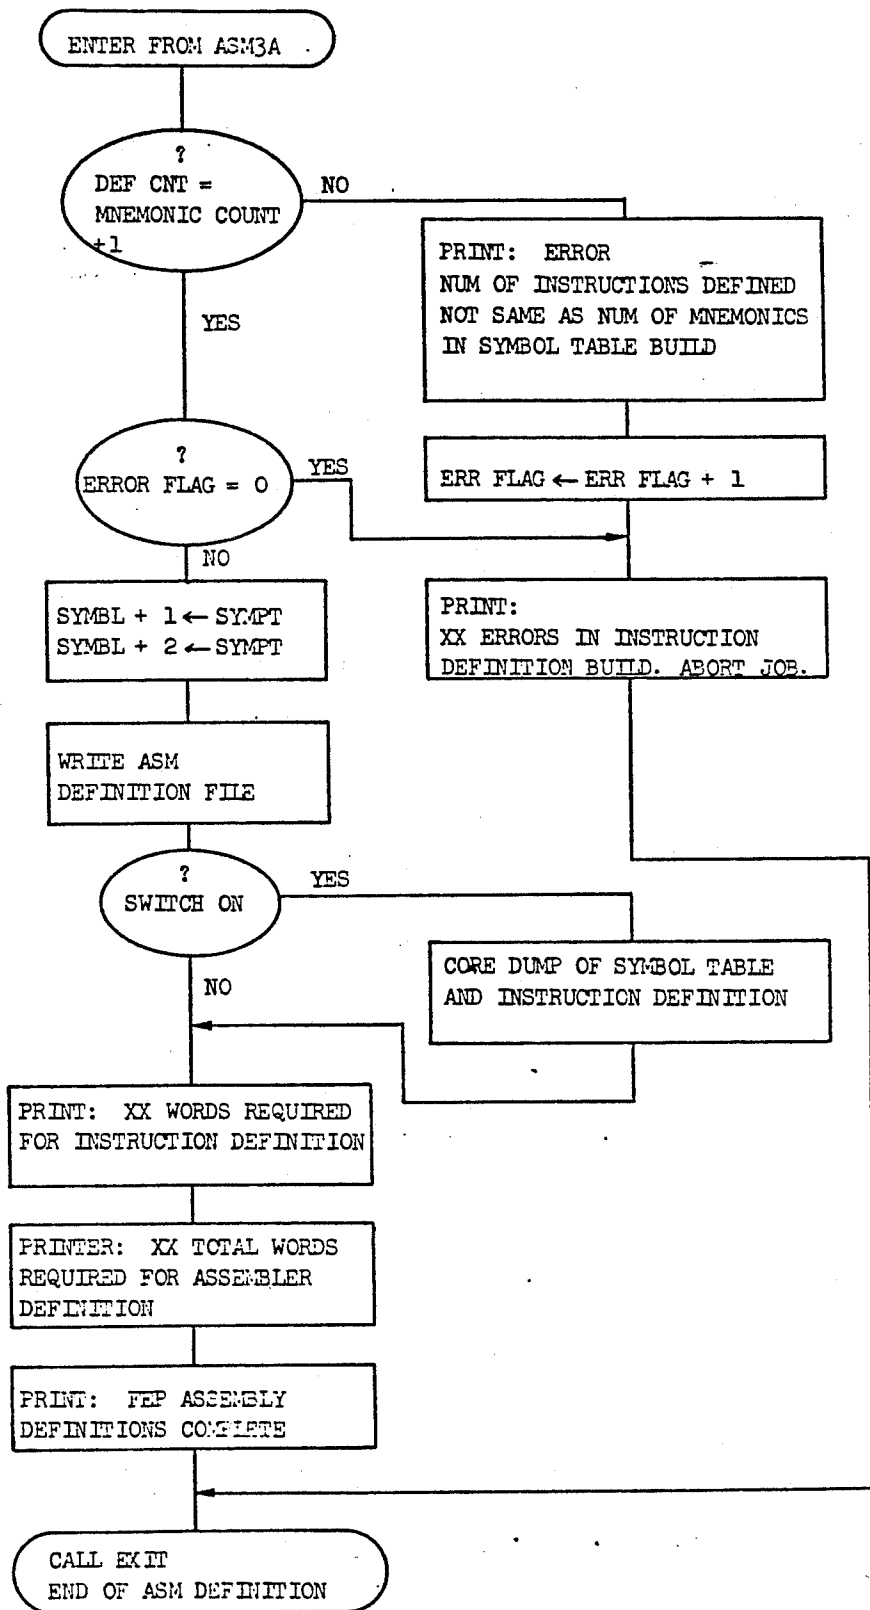 ENTER FROM ASM3A
?
DEF CNT =
MNEMONIC COUNT
+1
NO
YES
PRINT: ERROR
NUM OF INSTRUCTIONS DEFINED
NOT SAME AS NUM OF MNEMONICS
IN SYMBOL TABLE BUILD
ERR FLAG ← ERR FLAG + 1
?
ERROR FLAG = 0
YES
NO
SYMBL + 1 ← SYMPT
SYMBL + 2 ← SYMPT
PRINT:
XX ERRORS IN INSTRUCTION
DEFINITION BUILD. ABORT JOB.
WRITE ASM
DEFINITION FILE
?
SWITCH ON
YES
NO
CORE DUMP OF SYMBOL TABLE
AND INSTRUCTION DEFINITION
PRINT: XX WORDS REQUIRED
FOR INSTRUCTION DEFINITION
PRINTER: XX TOTAL WORDS
REQUIRED FOR ASSEMBLER
DEFINITION
PRINT: FEP ASSEMBLY
DEFINITIONS COMPLETE
CALL EXIT
END OF ASM DEFINITION